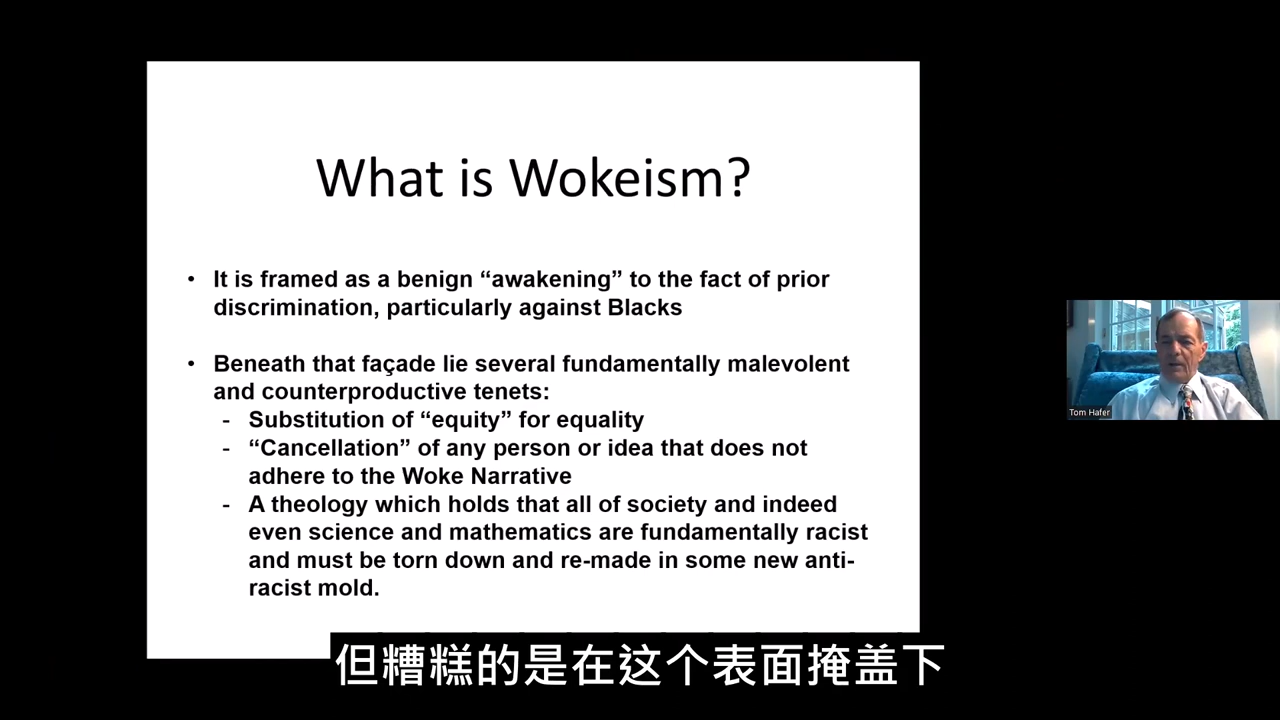 What is Wokeism?
• It is framed as a benign “awakening” to the fact of prior
discrimination, particularly against Blacks
• Beneath that façade lie several fundamentally malevolent
and counterproductive tenets:
- Substitution of “equity” for equality
- “Cancellation” of any person or idea that does not
adhere to the Woke Narrative
- A theology which holds that all of society and indeed
even science and mathematics are fundamentally racist
and must be torn down and re-made in some new anti-
racist mold.
Tom Hafer
但糟糕的是在这个表面掩盖下